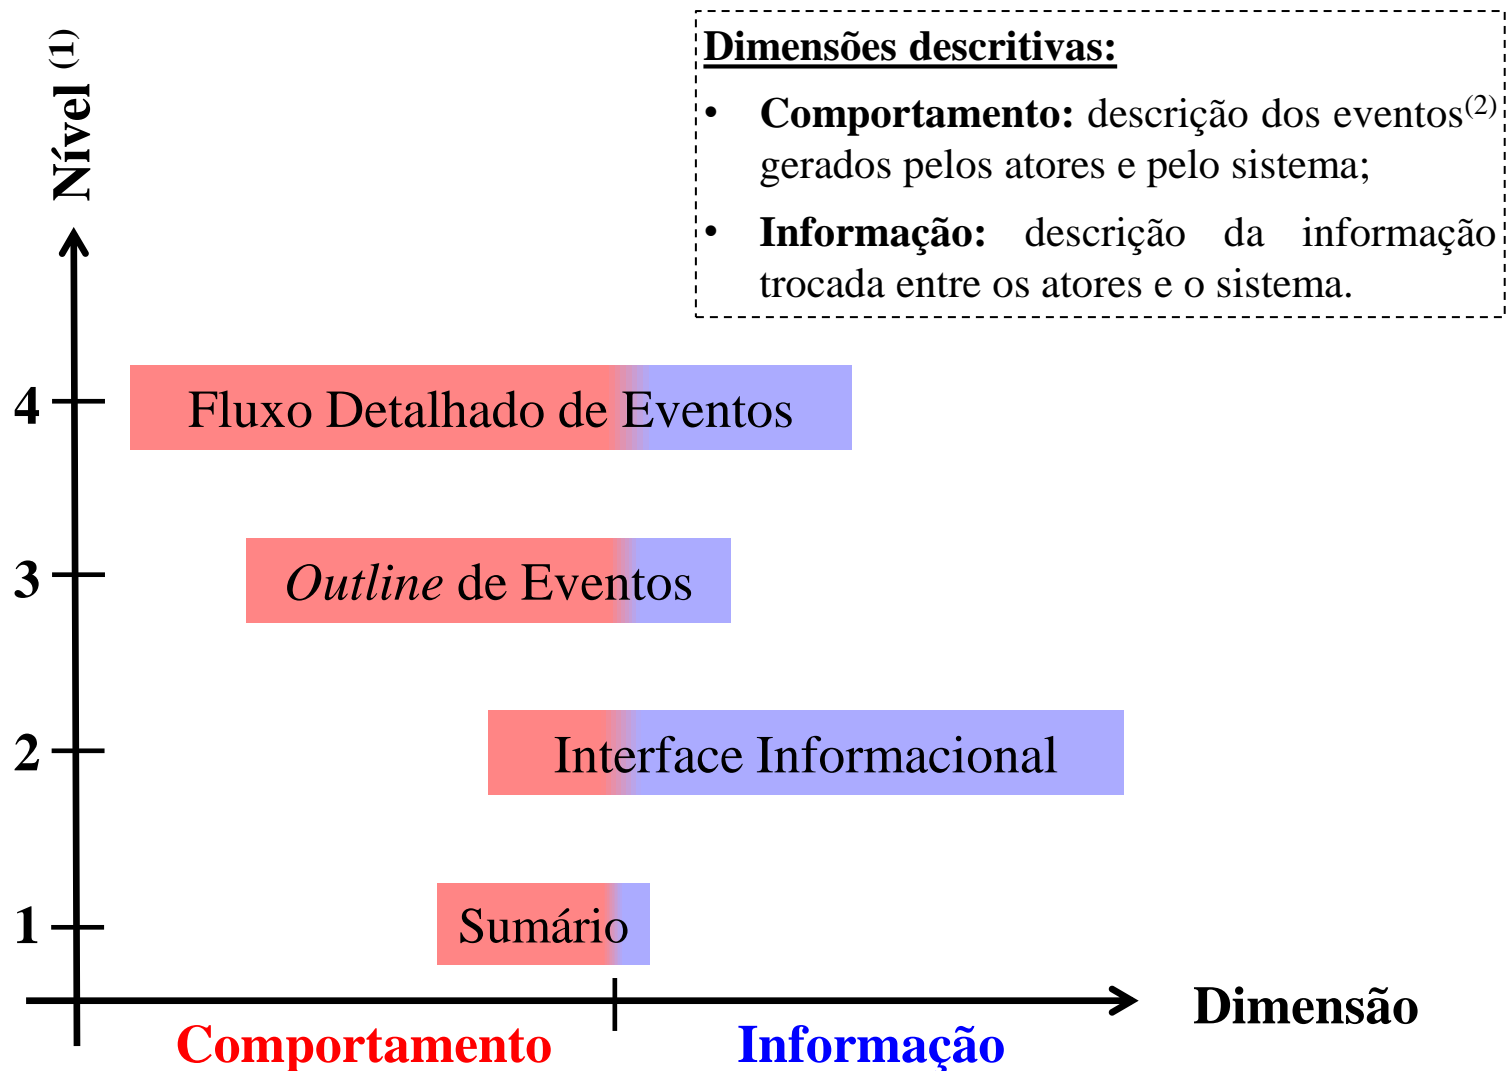 Nível (1)
Dimensões descritivas:
• Comportamento: descrição dos eventos(2)
gerados pelos atores e pelo sistema;
• Informação: descrição da informação
trocada entre os atores e o sistema.
4
Fluxo Detalhado de Eventos
3
Outline de Eventos
2
Interface Informacional
1
Sumário
Dimensão
Comportamento
Informação